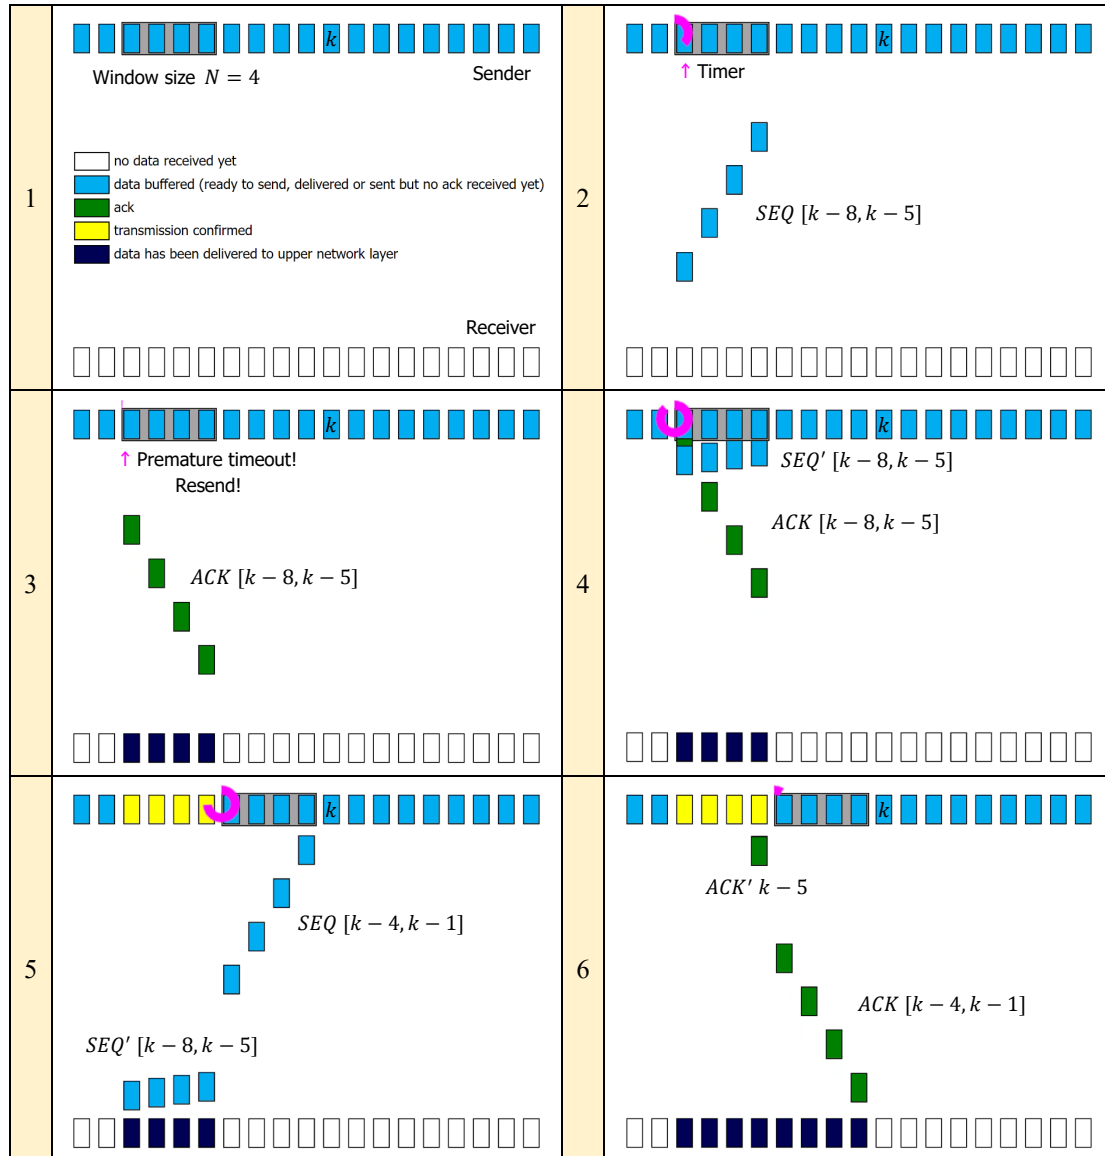 1
k
Window size N = 4
Sender
no data received yet
data buffered (ready to send, delivered or sent but no ack received yet)
ack
transmission confirmed
data has been delivered to upper network layer
Receiver
2
k
↑ Timer
SEQ [k − 8, k − 5]
3
k
↑ Premature timeout!
Resend!
ACK [k − 8, k − 5]
4
k
SEQ′ [k − 8, k − 5]
ACK [k − 8, k − 5]
5
k
SEQ [k − 4, k − 1]
SEQ′ [k − 8, k − 5]
6
k
ACK′ k − 5
ACK [k − 4, k − 1]